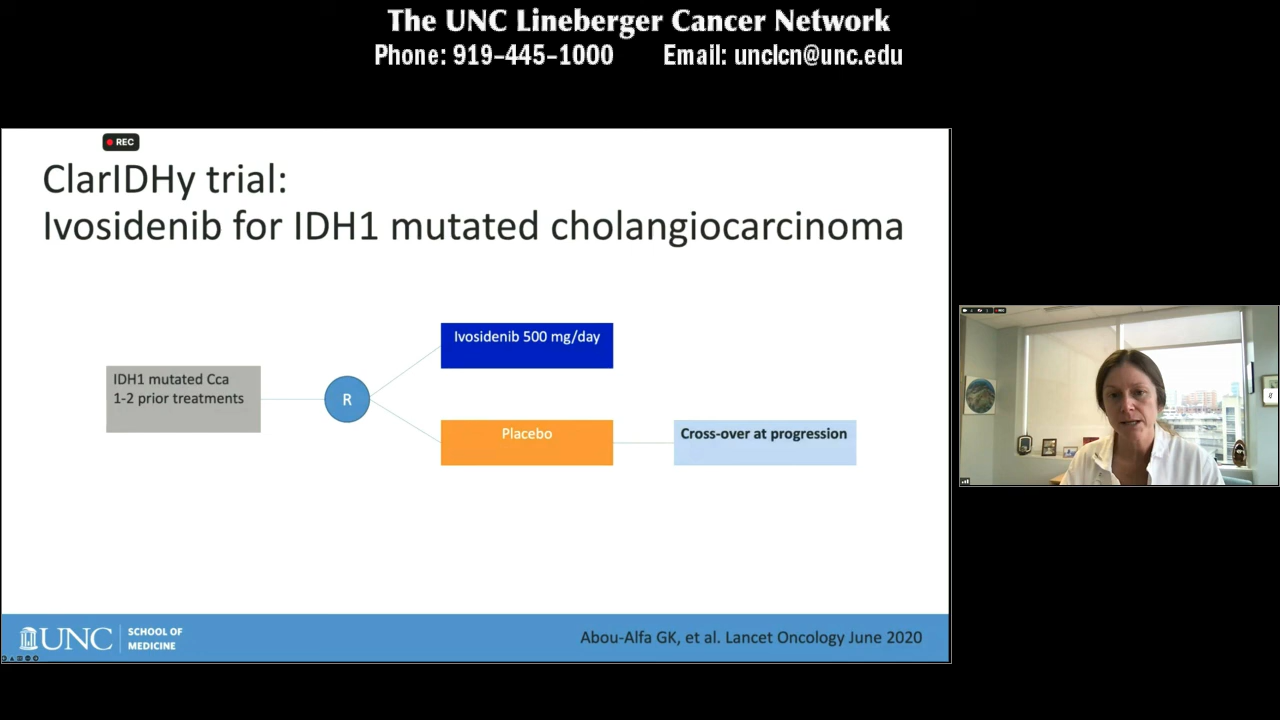 The UNC Lineberger Cancer Network
Phone: 919-445-1000 Email: unclcn@unc.edu
REC
ClarIDHy trial:
Ivosidenib for IDH1 mutated cholangiocarcinoma
Ivosidenib 500 mg/day
IDH1 mutated Cca
1-2 prior treatments
R
Placebo
Cross-over at progression
UNC
SCHOOL OF
MEDICINE
Abou-Alfa GK, et al. Lancet Oncology June 2020